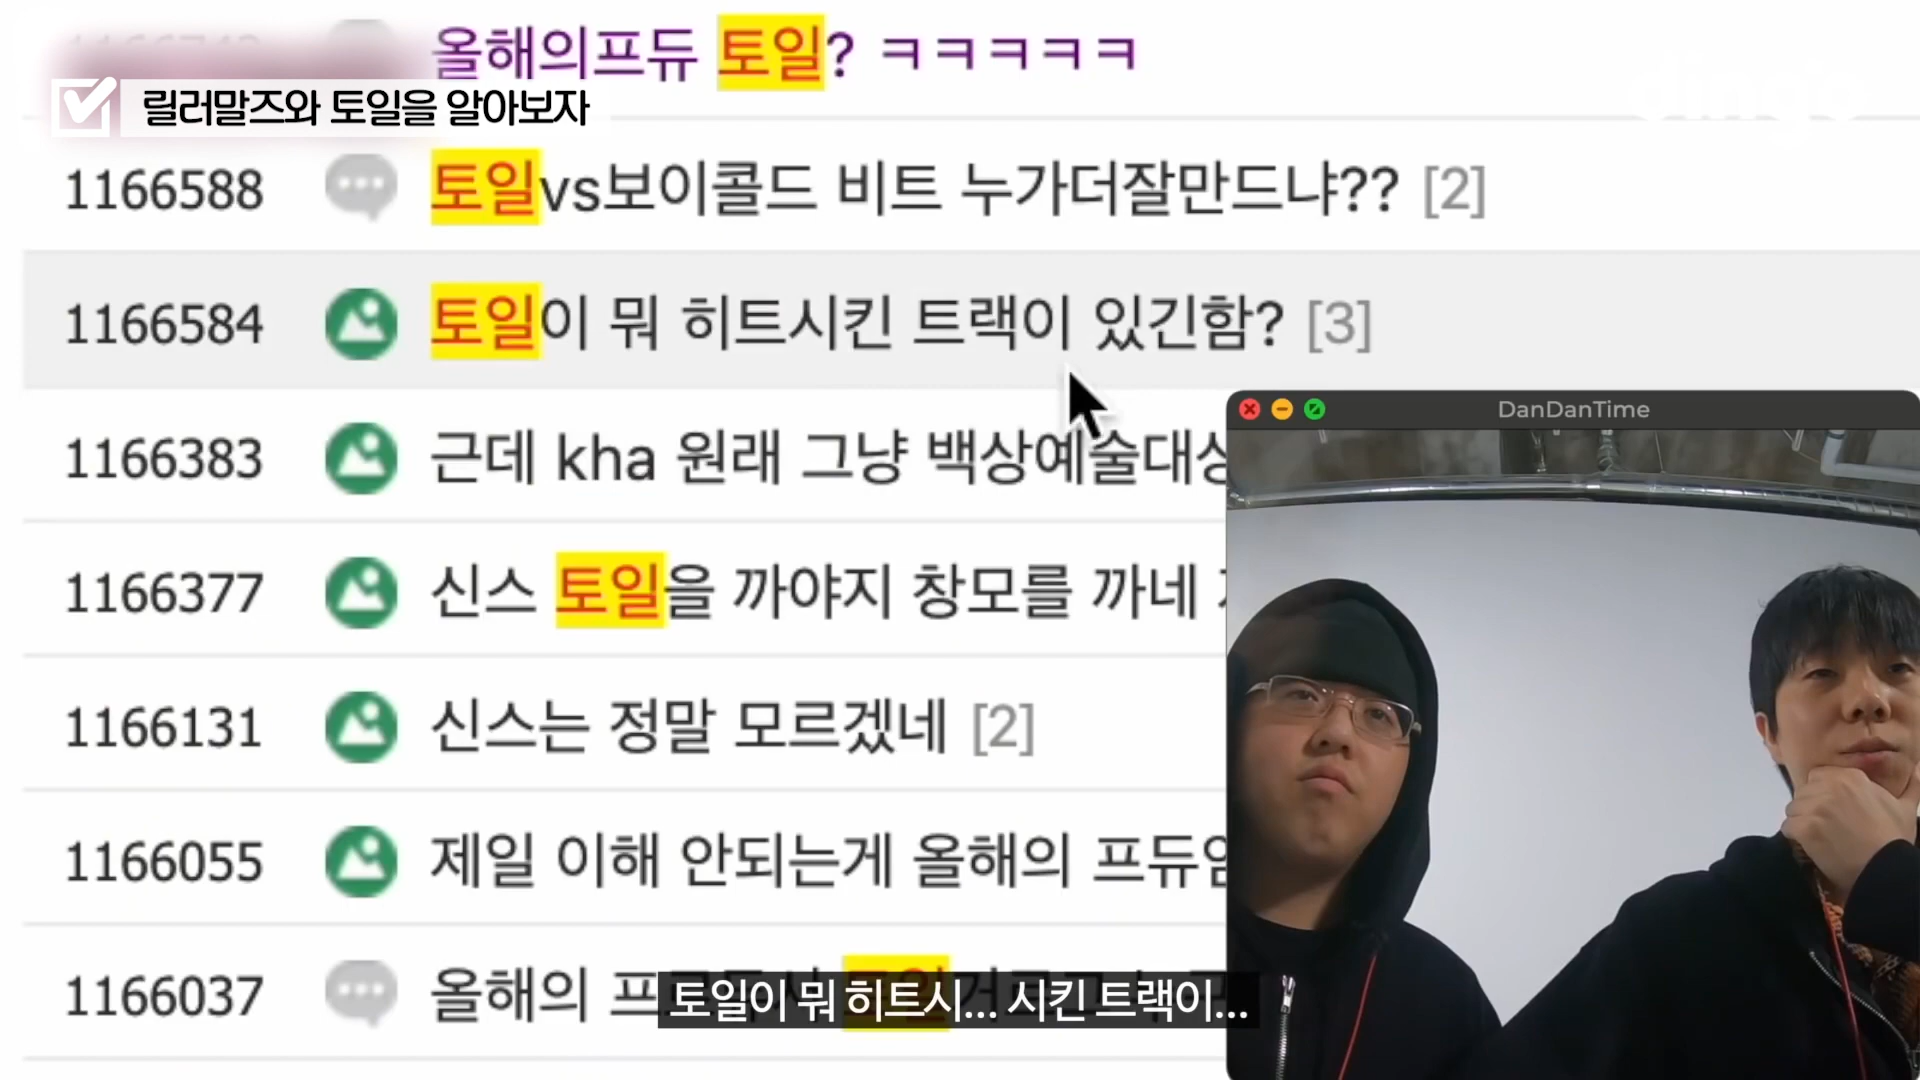 올해의프듀 토일? ㅋㅋㅋㅋㅋ
릴러말즈와 토일을 알아보자
dingo
1166588 토일vs보이콜드 비트 누가더잘만드냐?? [2]
1166584 토일이 뭐 히트시킨 트랙이 있긴함? [3]
DanDanTime
1166383 근데 kha 원래 그냥 백상예술대상
1166377 신스 토일을 까야지 창모를 까네
1166131 신스는 정말 모르겠네 [2]
1166055 제일 이해 안되는게 올해의 프듀임
1166037 올해의
토일이 뭐 히트시... 시킨 트랙이...